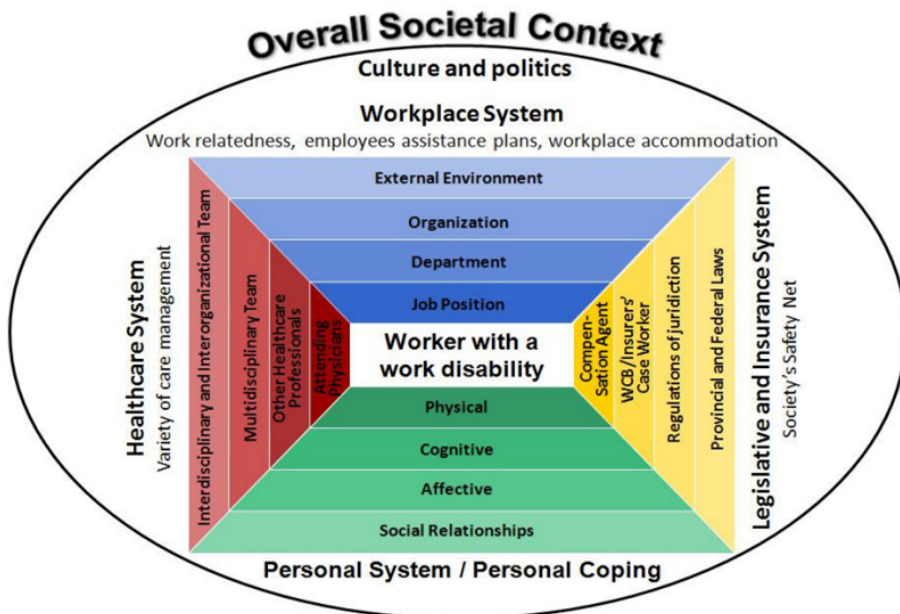 Overall Societal Context
Culture and politics
Workplace System
Work relatedness, employees assistance plans, workplace accommodation
External Environment
Organization
Department
Job Position
Healthcare System
Variety of care management
Interdisciplinary and Interorganizational Team
Multidisciplinary Team
Other Healthcare
Professionals
Attending
Physicians
Worker with a
work disability
Compen-
sation Agent
WCB/Insurers'
Case Worker
Regulations of juridiction
Provincial and Federal Laws
Legislative and Insurance System
Society's Safety Net
Physical
Cognitive
Affective
Social Relationships
Personal System / Personal Coping